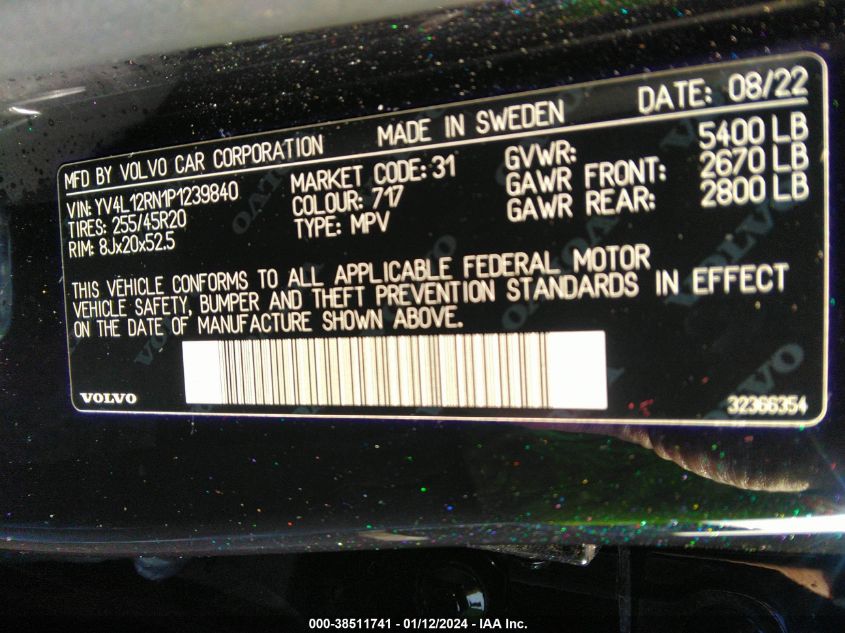 MFD BY VOLVO CAR CORPORATION MADE IN SWEDEN DATE: 08/22
VIN: YV4L12RN1P1239840 MARKET CODE: 31 GVWR: 5400 LB
TIRES: 255/45R20 COLOUR: 717 GAWR FRONT: 2670 LB
RIM: 8Jx20x52.5 TYPE: MPV GAWR REAR: 2800 LB
THIS VEHICLE CONFORMS TO ALL APPLICABLE FEDERAL MOTOR
VEHICLE SAFETY, BUMPER AND THEFT PREVENTION STANDARDS IN EFFECT
ON THE DATE OF MANUFACTURE SHOWN ABOVE.
VOLVO 32366354
000-38511741 - 01/12/2024 - IAA Inc.